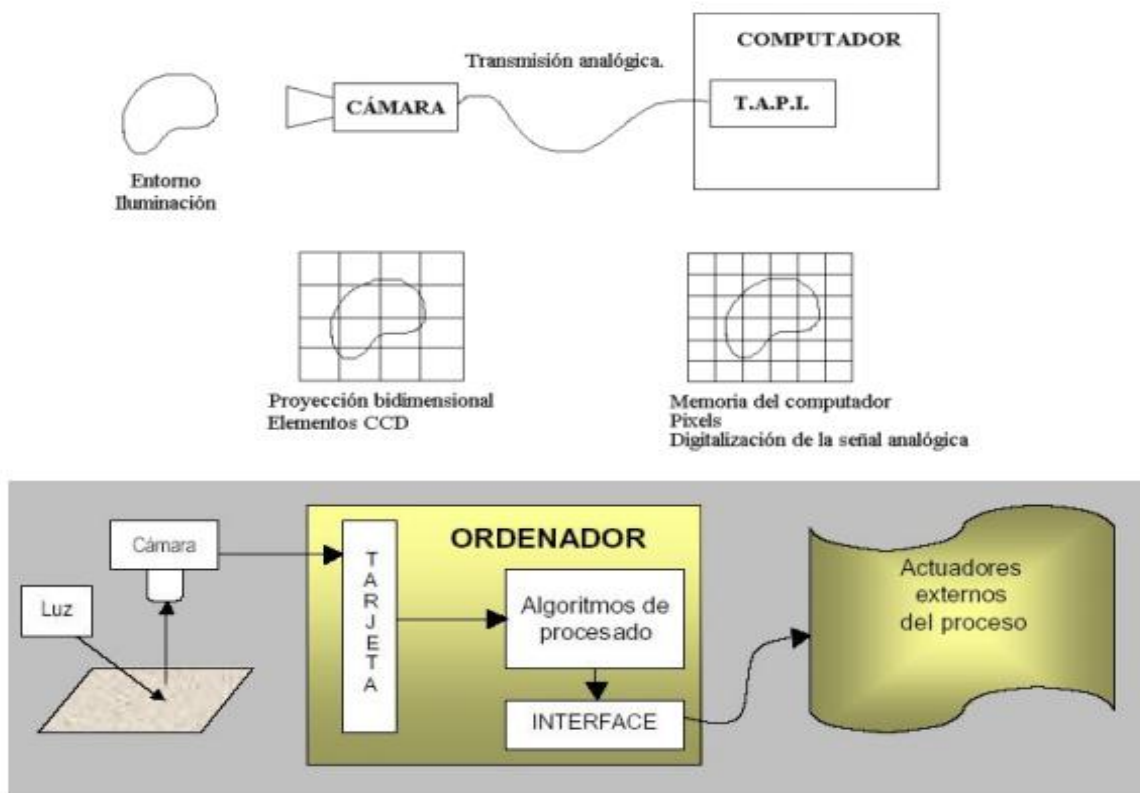 COMPUTADOR
Transmisión analógica.
CÁMARA
T.A.P.I.
Entorno
Iluminación
Proyección bidimensional
Elementos CCD
Memoria del computador
Pixels
Digitalización de la señal analógica
Cámara
Luz
TARJETA
ORDENADOR
Algoritmos de
procesado
INTERFACE
Actuadores
externos
del proceso